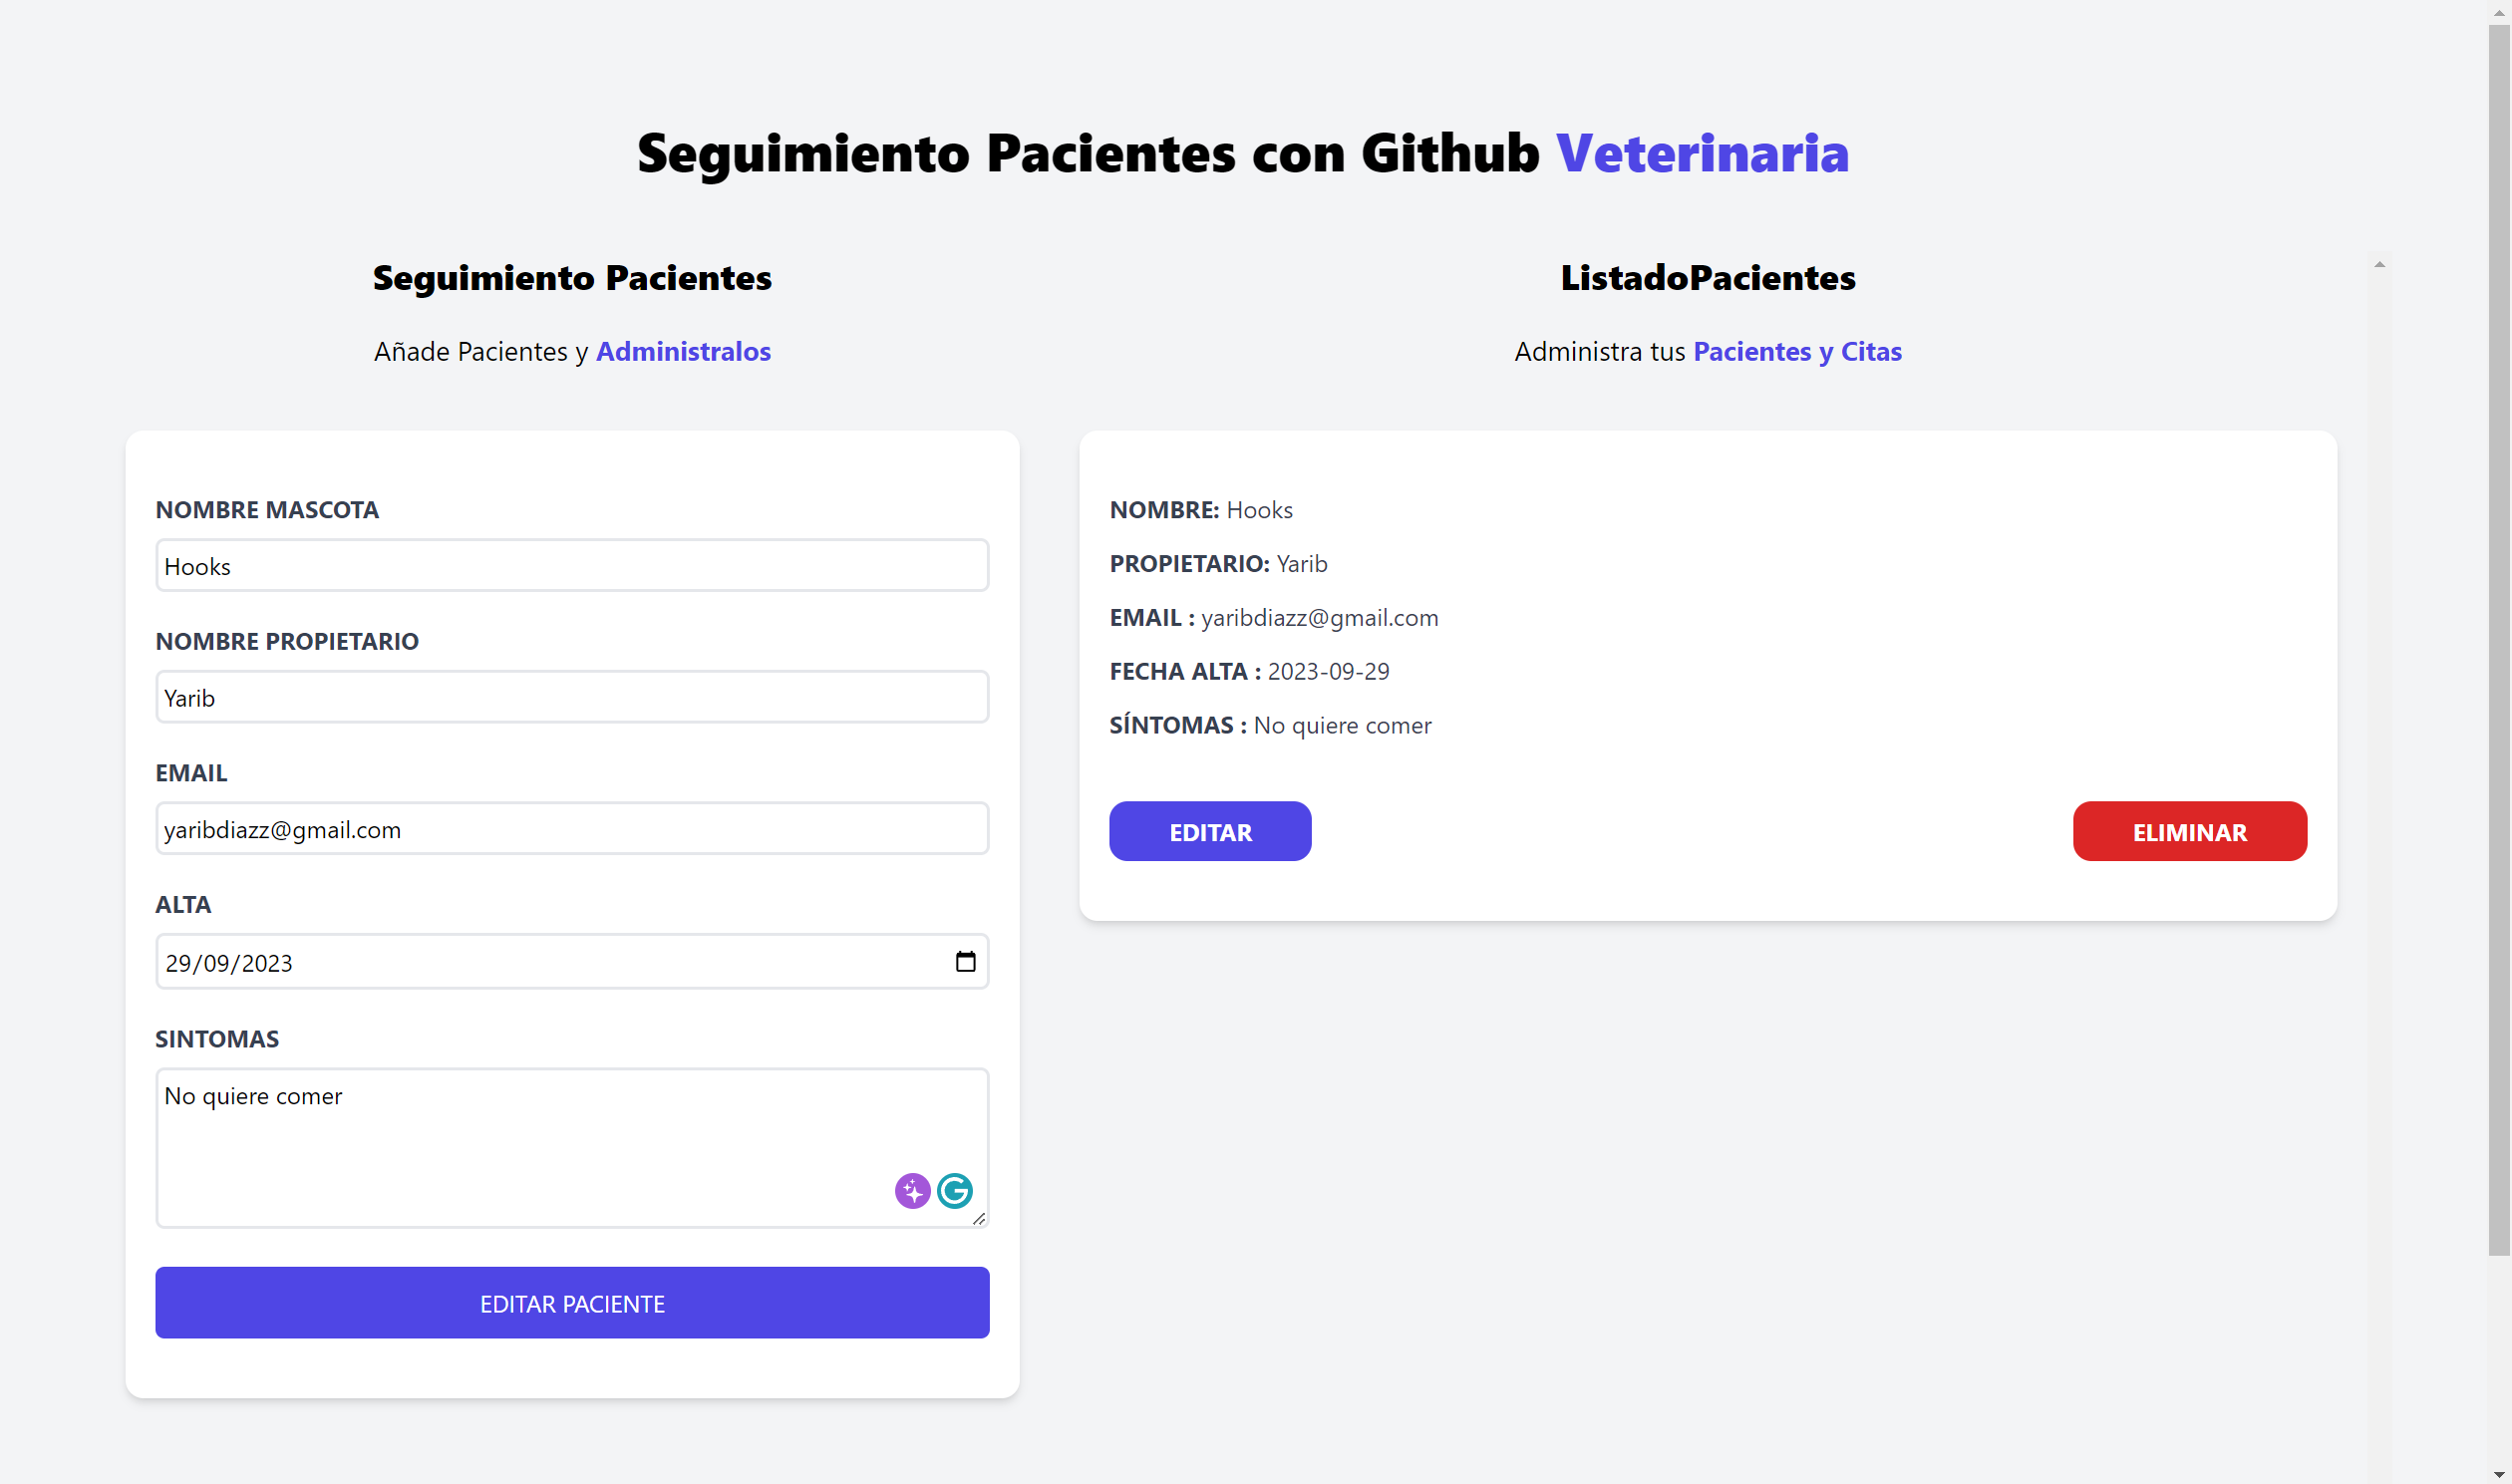 Seguimiento Pacientes con Github Veterinaria
Seguimiento Pacientes
Añade Pacientes y Administralos
NOMBRE MASCOTA
Hooks
NOMBRE PROPIETARIO
Yarib
EMAIL
yaribdiazz@gmail.com
ALTA
29/09/2023
SINTOMAS
No quiere comer
G
EDITAR PACIENTE
ListadoPacientes
Administra tus Pacientes y Citas
NOMBRE: Hooks
PROPIETARIO: Yarib
EMAIL : yaribdiazz@gmail.com
FECHA ALTA : 2023-09-29
SÍNTOMAS : No quiere comer
EDITAR
ELIMINAR